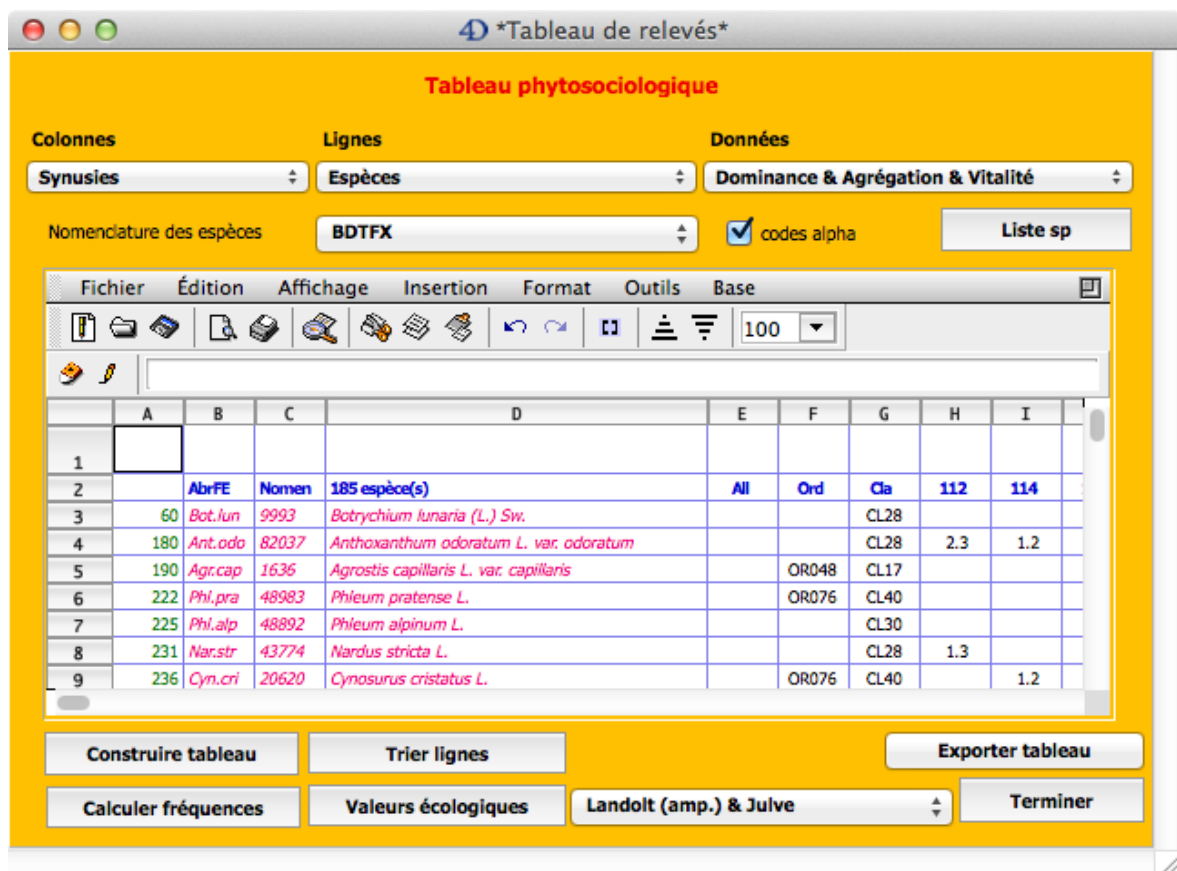 *Tableau de relevés*
Tableau phytosociologique
Colonnes Lignes Données
Synusies Espèces Dominance & Agrégation & Vitalité
Nomenclature des espèces BDTFX codes alpha Liste sp
Fichier Édition Affichage Insertion Format Outils Base
100
A B C D E F G H I
1
2 AbrFE Nomen 185 espèce(s) All Ord Cla 112 114
3 60 Bot.lun 9993 Botrychium lunaria (L.) Sw. CL28
4 180 Ant.odo 82037 Anthoxanthum odoratum L. var. odoratum CL28 2.3 1.2
5 190 Agr.cap 1636 Agrostis capillaris L. var. capillaris OR048 CL17
6 222 Phl.pra 48983 Phleum pratense L. OR076 CL40
7 225 Phl.alp 48892 Phleum alpinum L. CL30
8 231 Nar.str 43774 Nardus stricta L. CL28 1.3
9 236 Cyn.cri 20620 Cynosurus cristatus L. OR076 CL40 1.2
Construire tableau Trier lignes Exporter tableau
Calculer fréquences Valeurs écologiques Landolt (amp.) & Julve Terminer